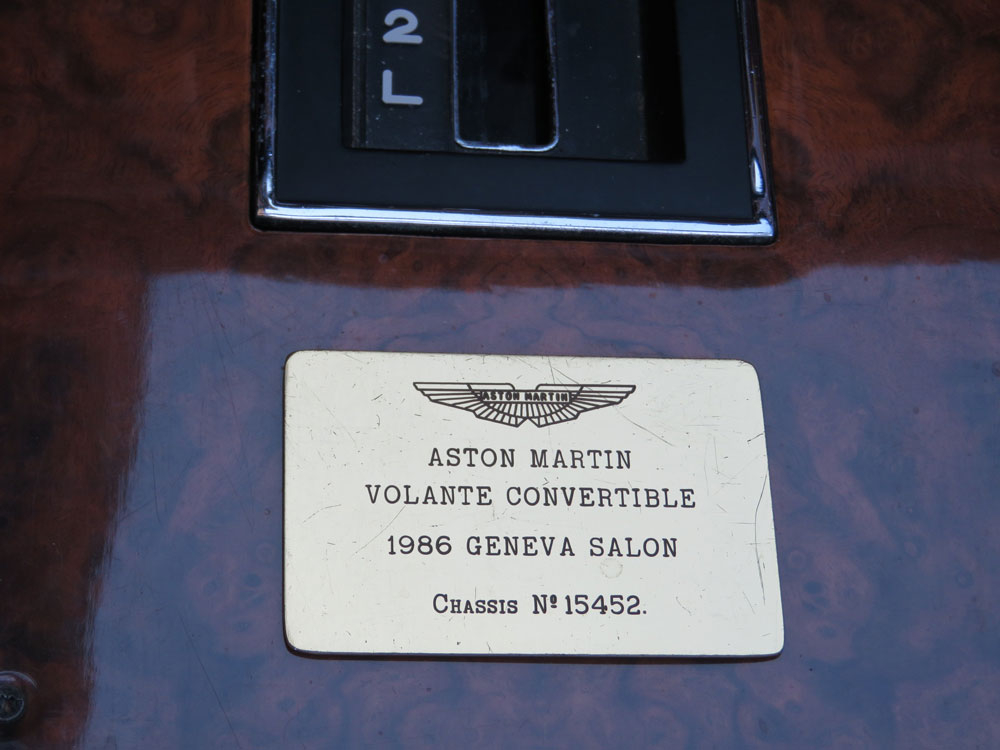 2
L
ASTON MARTIN
ASTON MARTIN
VOLANTE CONVERTIBLE
1986 GENEVA SALON
CHASSIS Nº 15452.